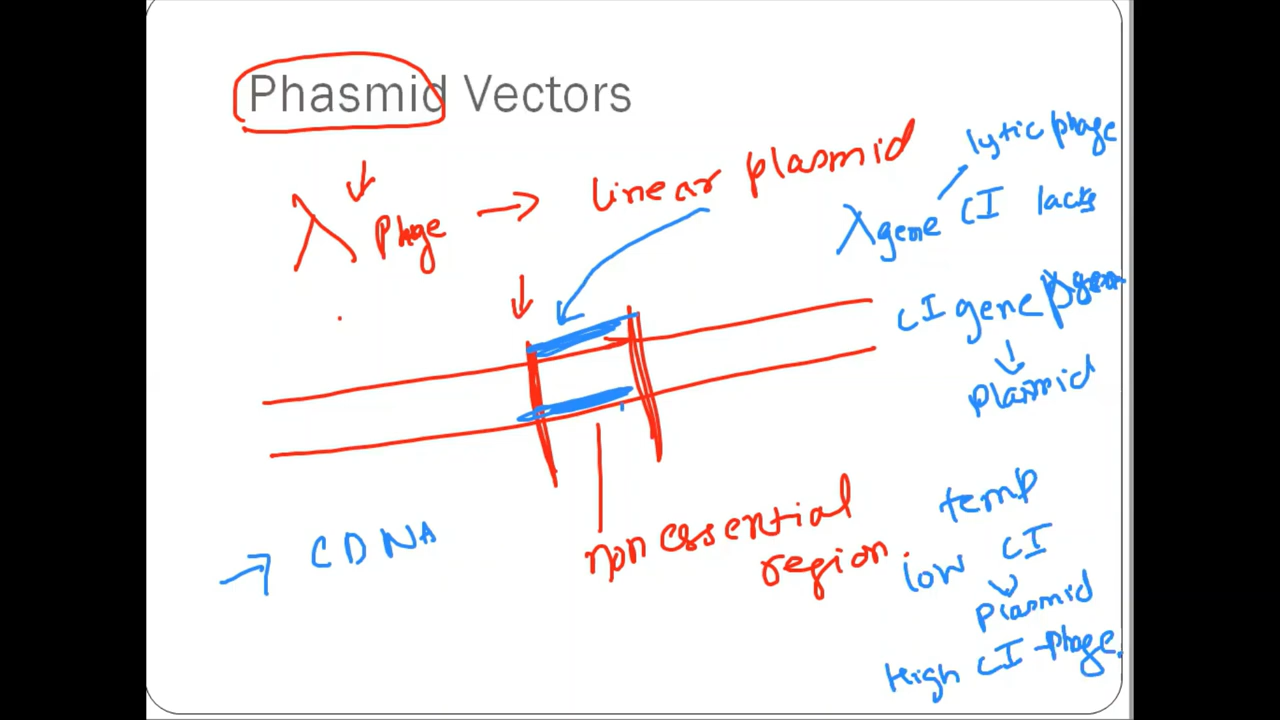 Phasmid Vectors
λ Phge → linear plasmid
lytic phage
λ gene CI lacks
CI gene
plasmid
→ CDNA
non essential
region
temp
low CI
plasmid
High CI -phage.